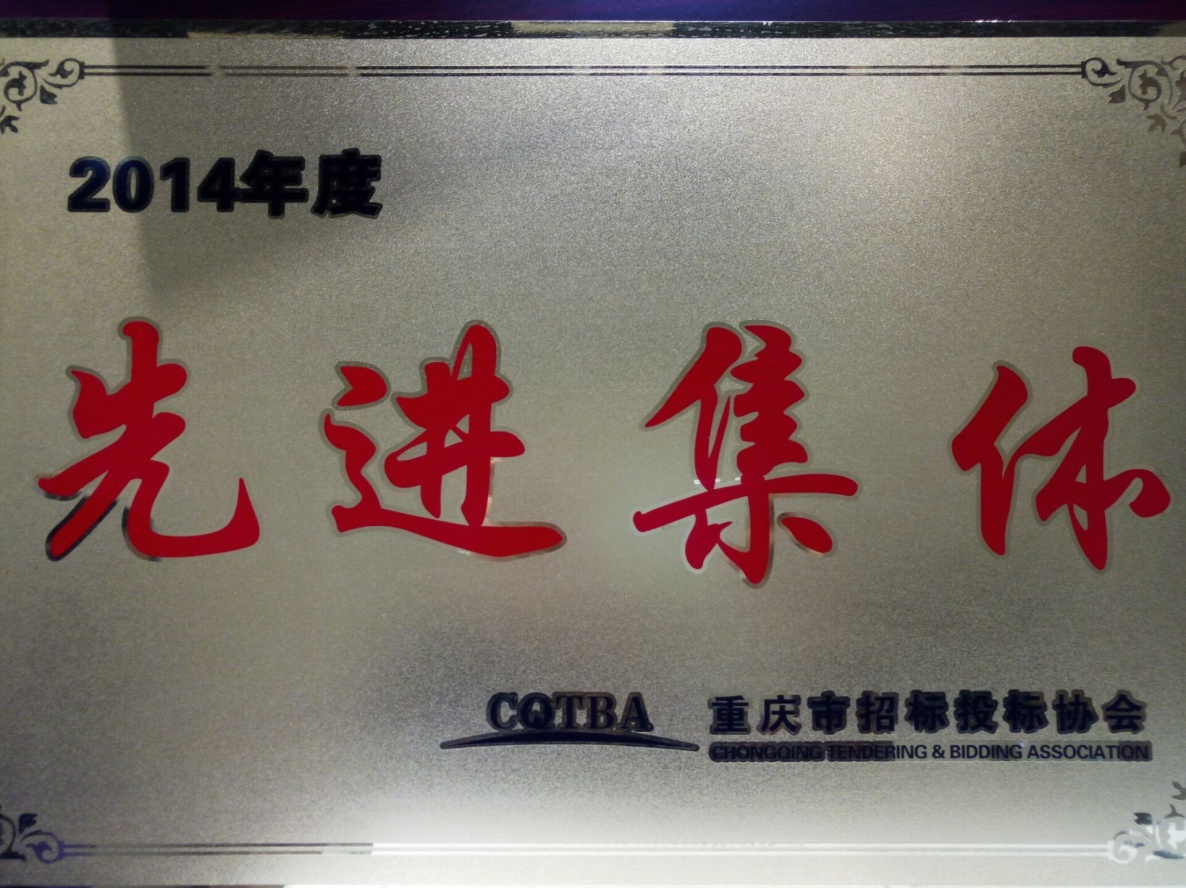 2014年度
先进集体
CQTBA 重庆市招标投标协会
CHONGQING TENDERING & BIDDING ASSOCIATION